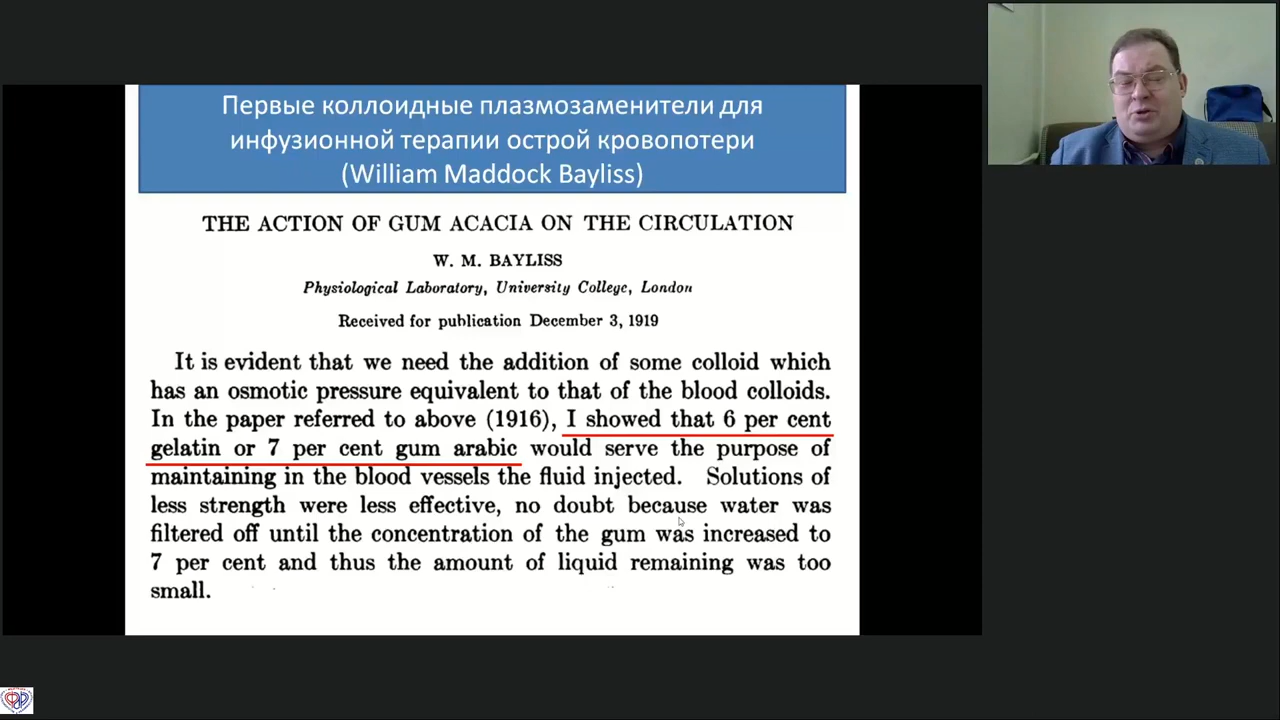 Первые коллоидные плазмозаменители для
инфузионной терапии острой кровопотери
(William Maddock Bayliss)
THE ACTION OF GUM ACACIA ON THE CIRCULATION
W. M. BAYLISS
Physiological Laboratory, University College, London
Received for publication December 3, 1919
It is evident that we need the addition of some colloid which
has an osmotic pressure equivalent to that of the blood colloids.
In the paper referred to above (1916), I showed that 6 per cent
gelatin or 7 per cent gum arabic would serve the purpose of
maintaining in the blood vessels the fluid injected. Solutions of
less strength were less effective, no doubt because water was
filtered off until the concentration of the gum was increased to
7 per cent and thus the amount of liquid remaining was too
small.